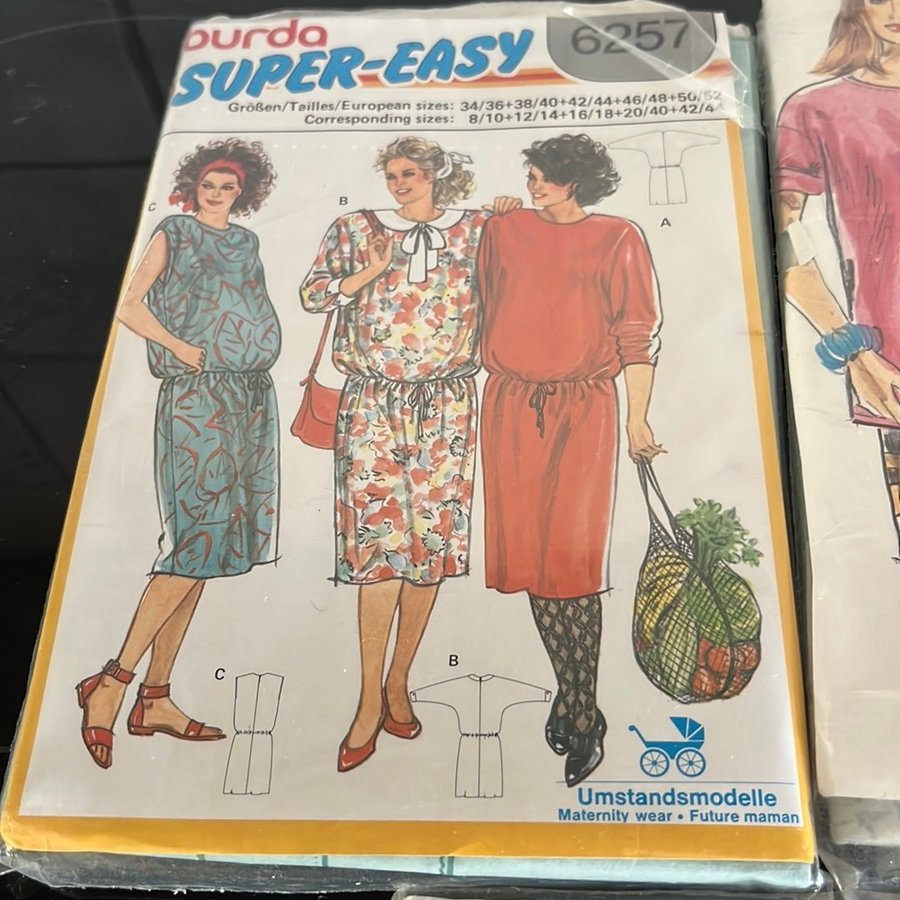 burda
SUPER-EASY
6257
Größen/Tailles/European sizes: 34/36+38/40+42/44+46/48+50/52
Corresponding sizes: 8/10+12/14+16/18+20/40+42/44
C
B
A
C
B
Umstandsmodelle
Maternity wear • Future maman